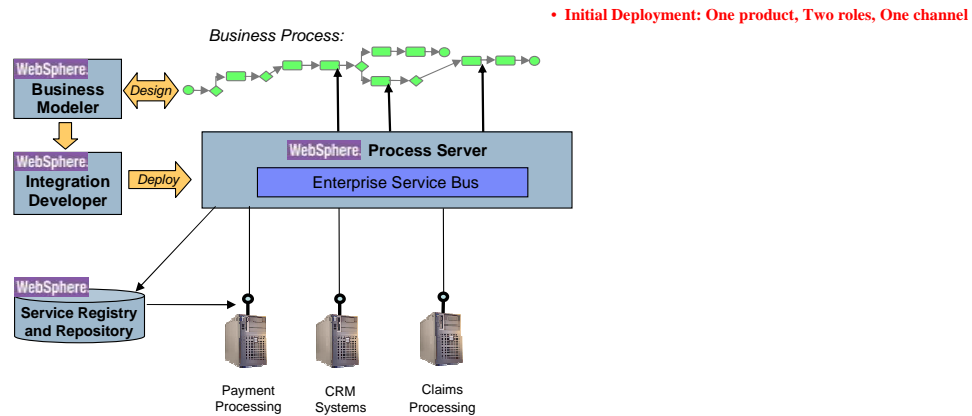 • Initial Deployment: One product, Two roles, One channel
Business Process:
WebSphere.
Business
Modeler
Design
WebSphere.
Integration
Developer
Deploy
WebSphere. Process Server
Enterprise Service Bus
WebSphere.
Service Registry
and Repository
Payment
Processing
CRM
Systems
Claims
Processing